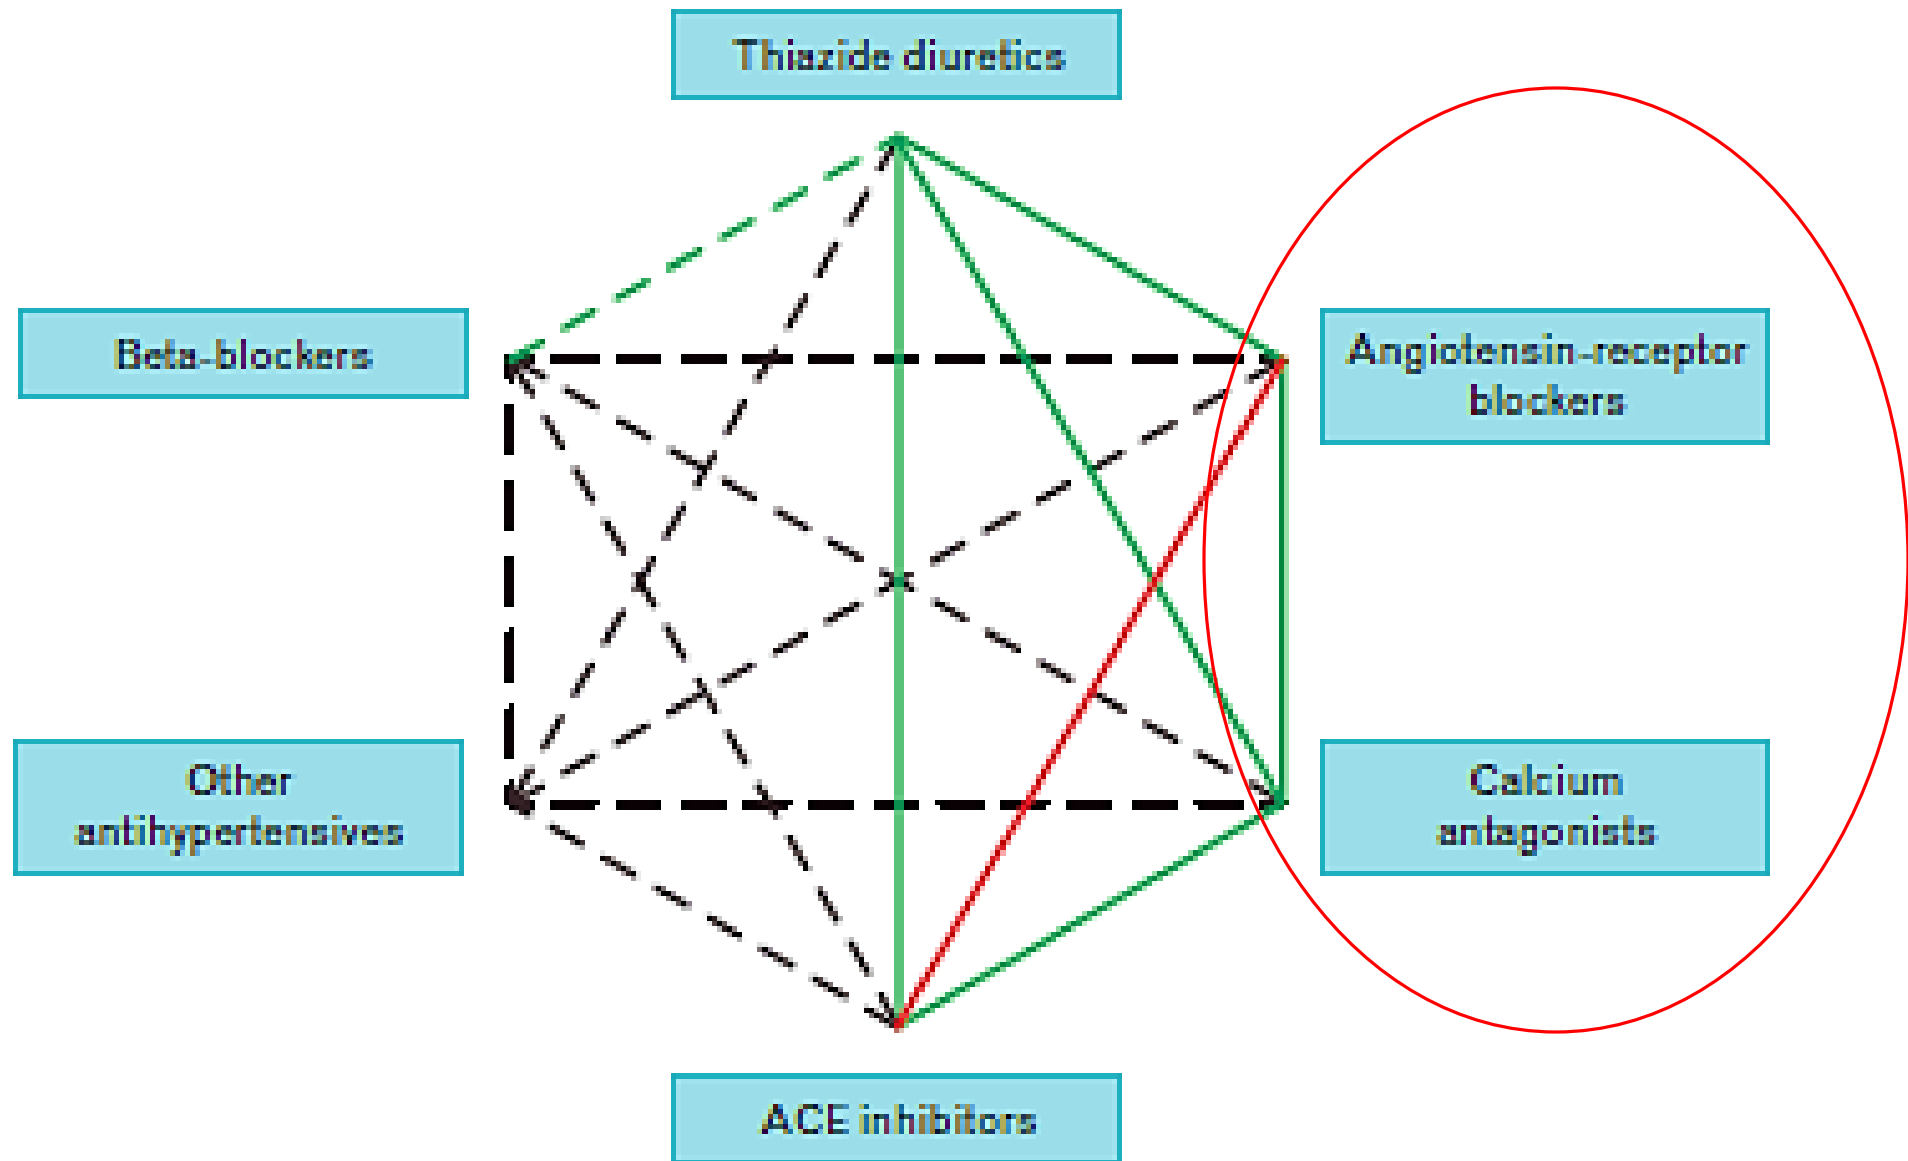 Thiazide diuretics
Beta-blockers
Angiotensin-receptor
blockers
Other
antihypertensives
Calcium
antagonists
ACE inhibitors